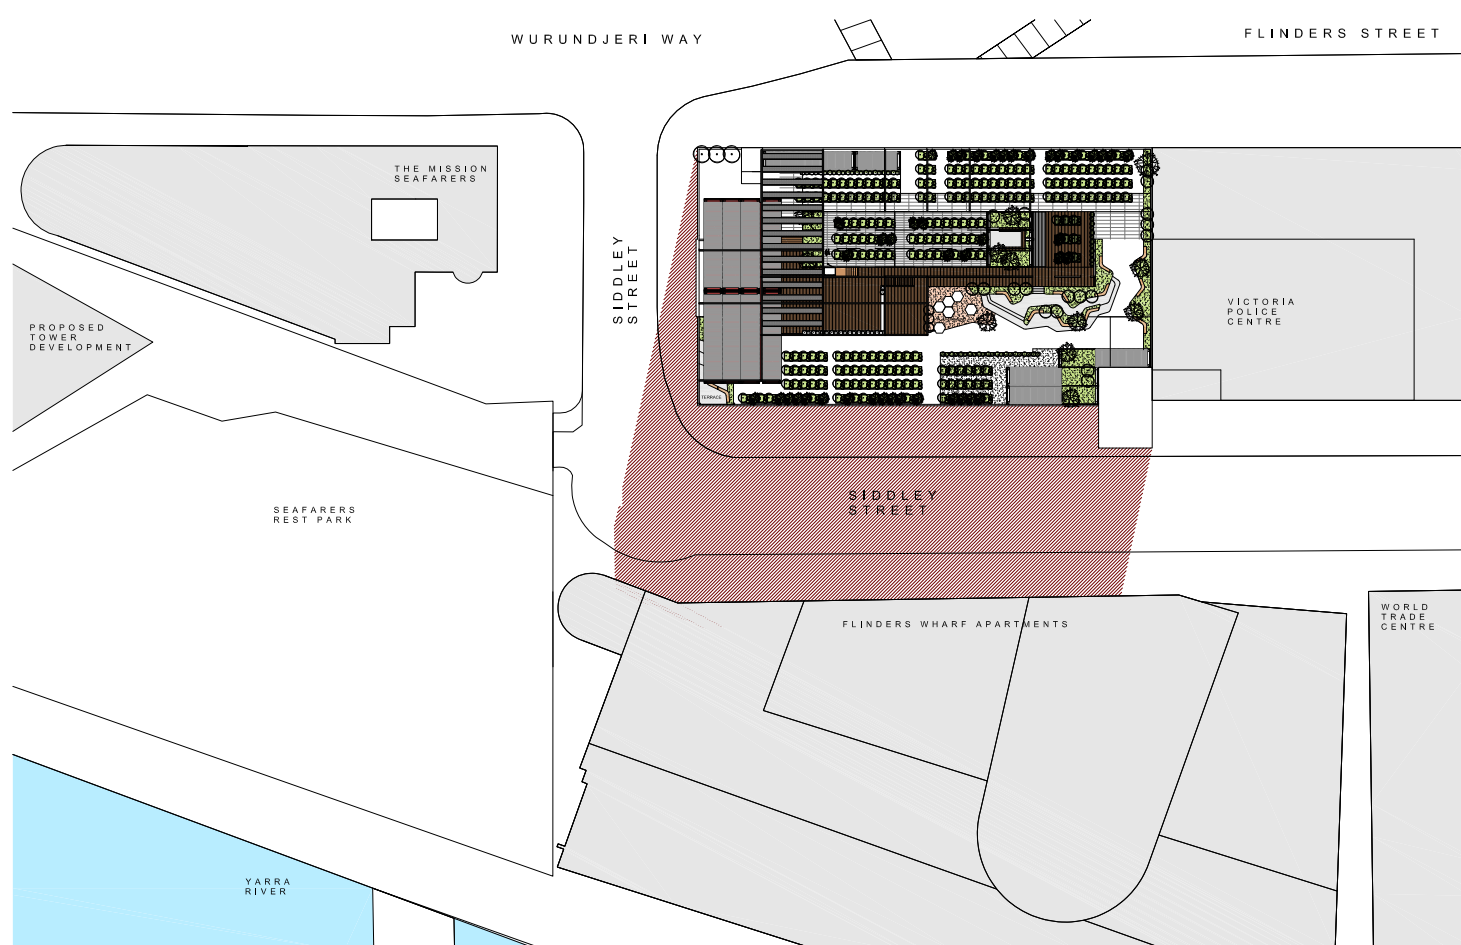 WURUNDJERI WAY
FLINDERS STREET
THE MISSION
SEAFARERS
SIDDLEY
STREET
PROPOSED
TOWER
DEVELOPMENT
VICTORIA
POLICE
CENTRE
TERRACE
SEAFARERS
REST PARK
SIDDLEY
STREET
FLINDERS WHARF APARTMENTS
WORLD
TRADE
CENTRE
YARRA
RIVER